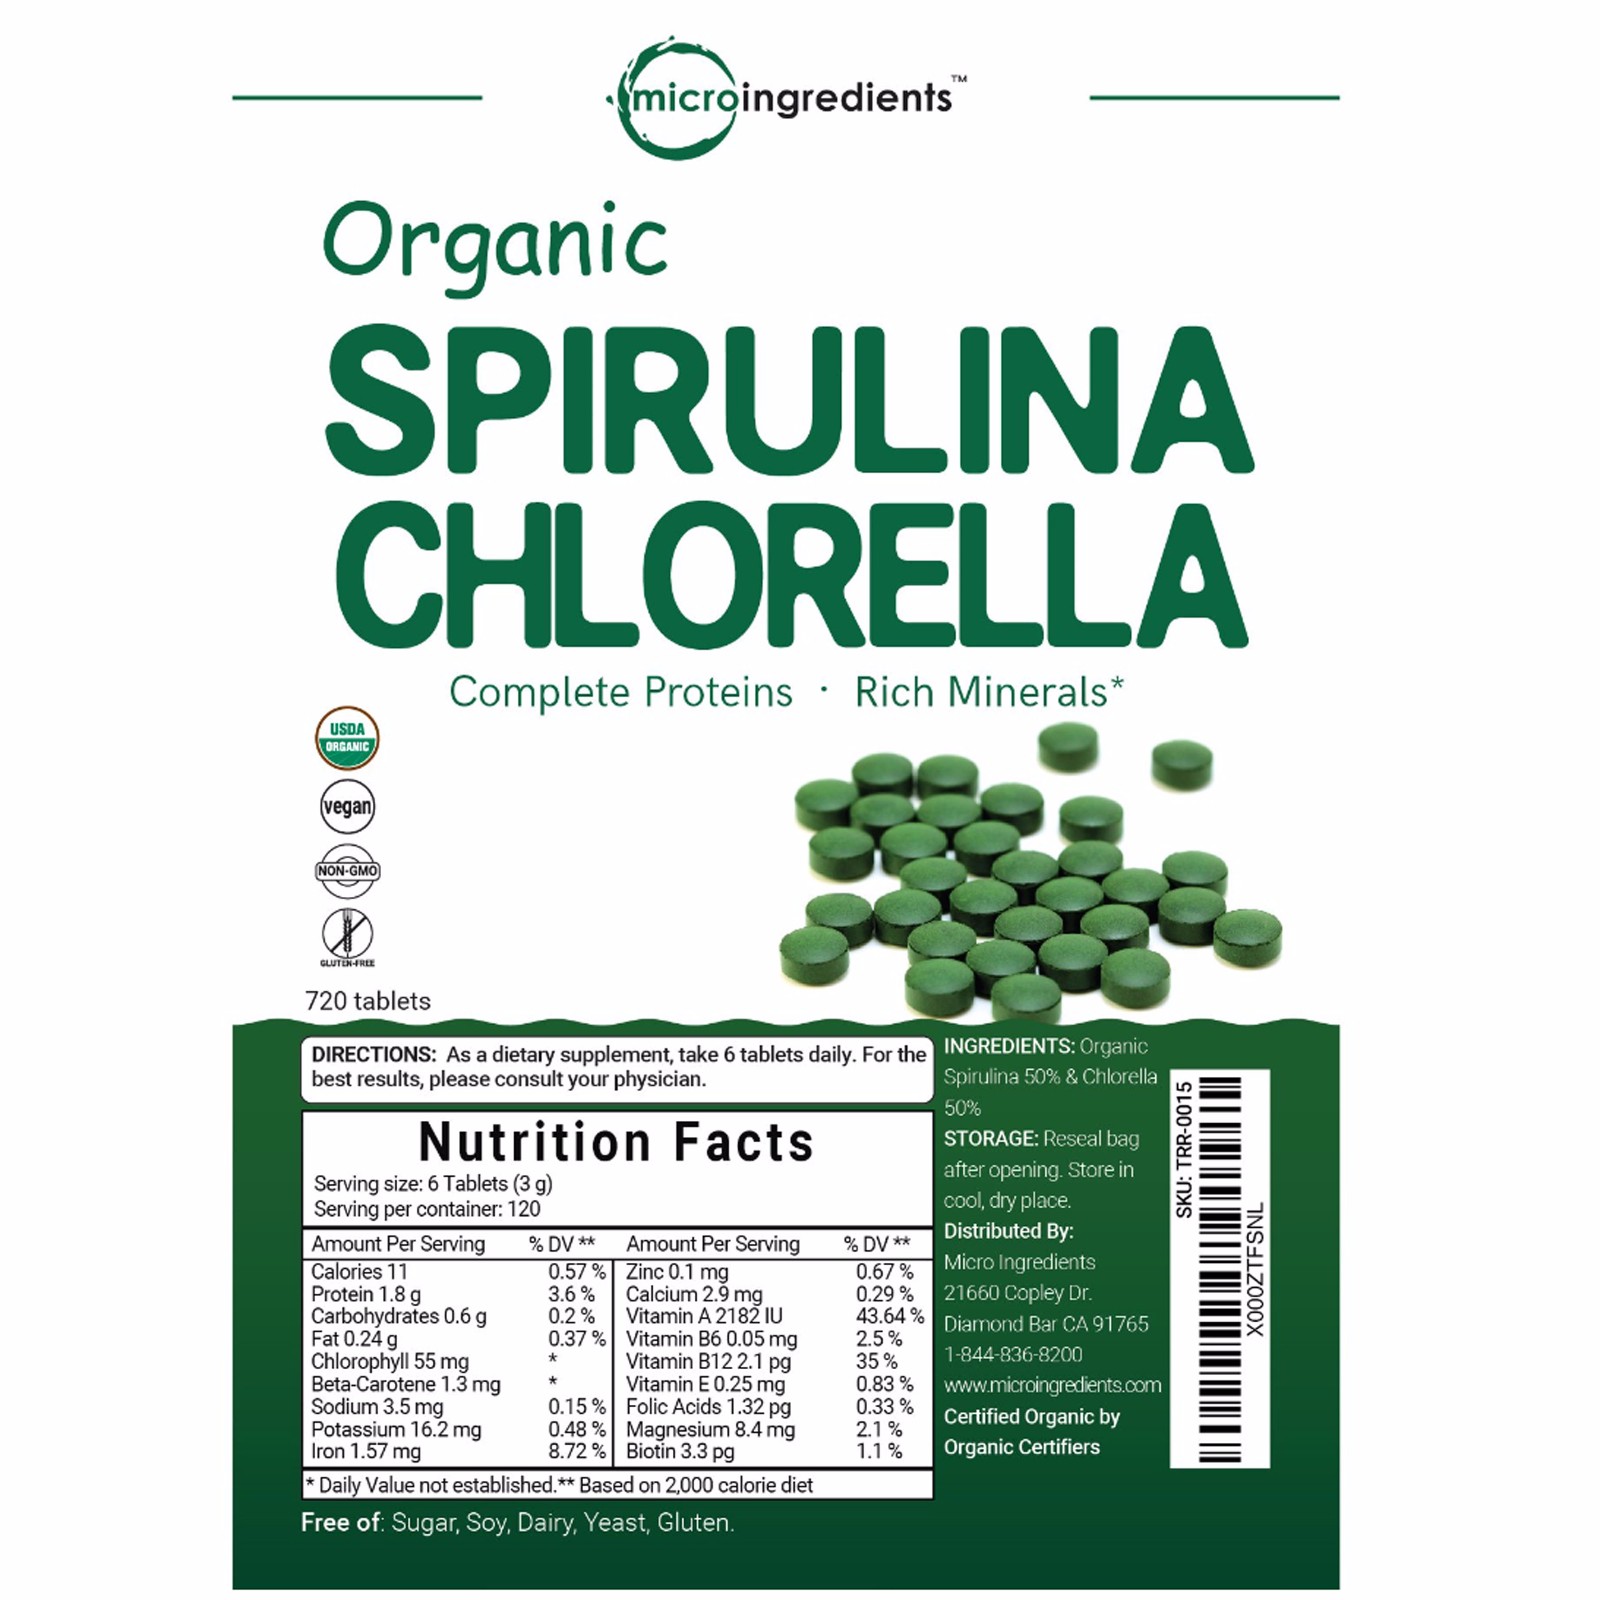 microingredients™
Organic
SPIRULINA
CHLORELLA
Complete Proteins · Rich Minerals*
USDA
ORGANIC
vegan
NON-GMO
GLUTEN-FREE
720 tablets
DIRECTIONS: As a dietary supplement, take 6 tablets daily. For the
best results, please consult your physician.
Nutrition Facts
Serving size: 6 Tablets (3 g)
Serving per container: 120
Amount Per Serving % DV ** Amount Per Serving % DV **
Calories 11 0.57 % Zinc 0.1 mg 0.67 %
Protein 1.8 g 3.6 % Calcium 2.9 mg 0.29 %
Carbohydrates 0.6 g 0.2 % Vitamin A 2182 IU 43.64 %
Fat 0.24 g 0.37 % Vitamin B6 0.05 mg 2.5 %
Chlorophyll 55 mg * Vitamin B12 2.1 pg 35 %
Beta-Carotene 1.3 mg * Vitamin E 0.25 mg 0.83 %
Sodium 3.5 mg 0.15 % Folic Acids 1.32 pg 0.33 %
Potassium 16.2 mg 0.48 % Magnesium 8.4 mg 2.1 %
Iron 1.57 mg 8.72 % Biotin 3.3 pg 1.1 %
* Daily Value not established.** Based on 2,000 calorie diet
Free of: Sugar, Soy, Dairy, Yeast, Gluten.
INGREDIENTS: Organic
Spirulina 50% & Chlorella
50%
STORAGE: Reseal bag
after opening. Store in
cool, dry place.
Distributed By:
Micro Ingredients
21660 Copley Dr.
Diamond Bar CA 91765
1-844-836-8200
www.microingredients.com
Certified Organic by
Organic Certifiers
SKU: TRR-0015
X000ZTFSNL